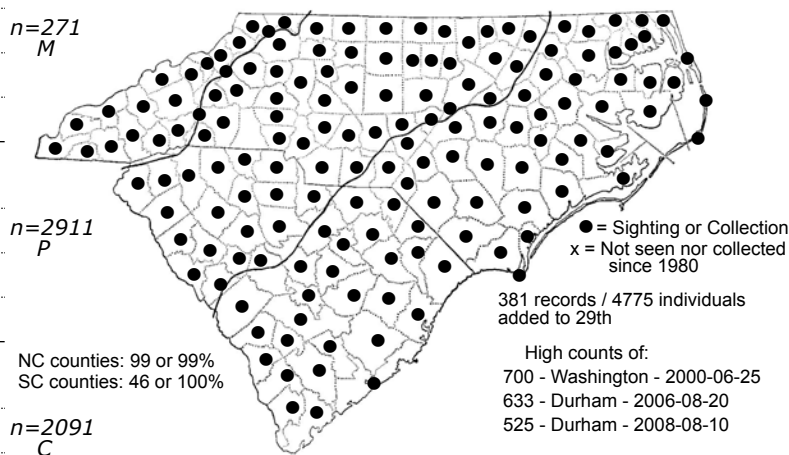 n=271
M
● = Sighting or Collection
x = Not seen nor collected
since 1980
n=2911
P
381 records / 4775 individuals
added to 29th
High counts of:
700 - Washington - 2000-06-25
633 - Durham - 2006-08-20
525 - Durham - 2008-08-10
NC counties: 99 or 99%
SC counties: 46 or 100%
n=2091
C